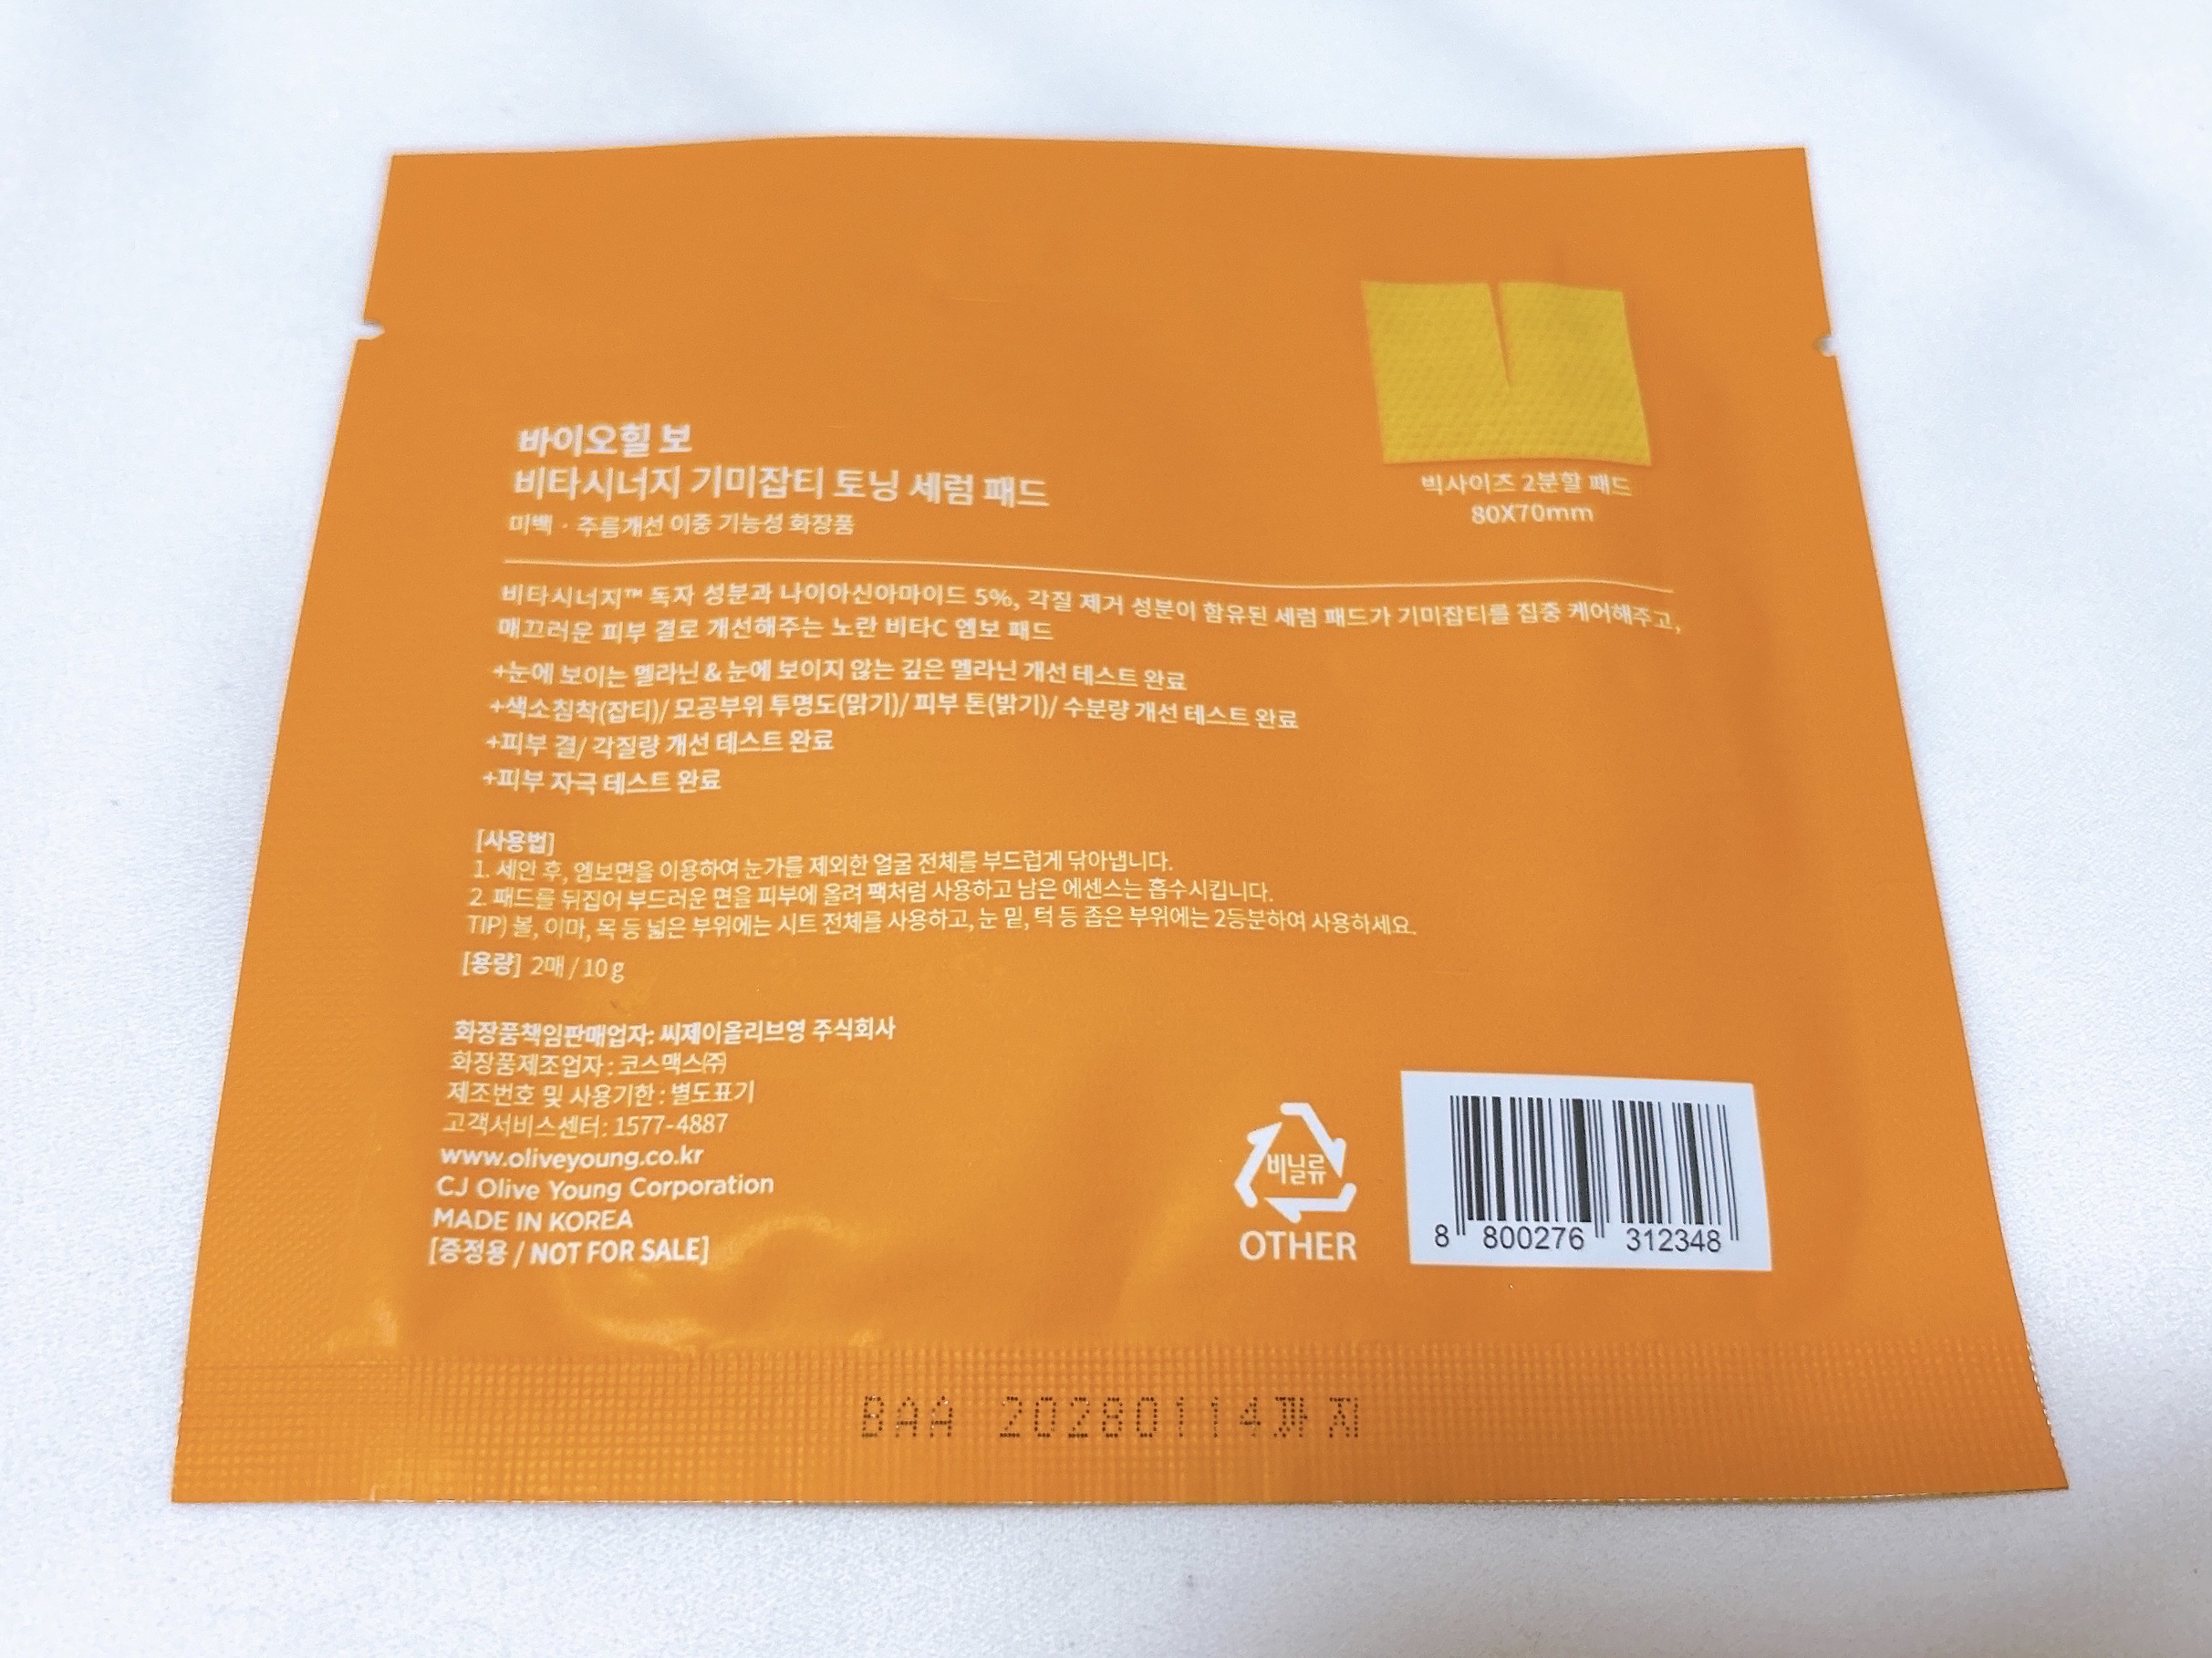 바이오힐 보
비타시너지 기미잡티 토닝 세럼 패드
미백 · 주름개선 이중 기능성 화장품
빅사이즈 2분할 패드
80X70mm
비타시너지™ 독자 성분과 나이아신아마이드 5%, 각질 제거 성분이 함유된 세럼 패드가 기미잡티를 집중 케어해주고,
매끄러운 피부 결로 개선해주는 노란 비타C 엠보 패드
+눈에 보이는 멜라닌 & 눈에 보이지 않는 깊은 멜라닌 개선 테스트 완료
+색소침착(잡티)/ 모공부위 투명도(맑기)/ 피부 톤(밝기)/ 수분량 개선 테스트 완료
+피부 결/ 각질량 개선 테스트 완료
+피부 자극 테스트 완료
[사용법]
1. 세안 후, 엠보면을 이용하여 눈가를 제외한 얼굴 전체를 부드럽게 닦아냅니다.
2. 패드를 뒤집어 부드러운 면을 피부에 올려 팩처럼 사용하고 남은 에센스는 흡수시킵니다.
TIP) 볼, 이마, 목 등 넓은 부위에는 시트 전체를 사용하고, 눈 밑, 턱 등 좁은 부위에는 2등분하여 사용하세요.
[용량] 2매 / 10 g
화장품책임판매업자: 씨제이올리브영 주식회사
화장품제조업자 : 코스맥스㈜
제조번호 및 사용기한 : 별도표기
고객서비스센터: 1577-4887
www.oliveyoung.co.kr
CJ Olive Young Corporation
MADE IN KOREA
[증정용 / NOT FOR SALE]
비닐류
OTHER
8 800276 312348
BAA 20280114까지